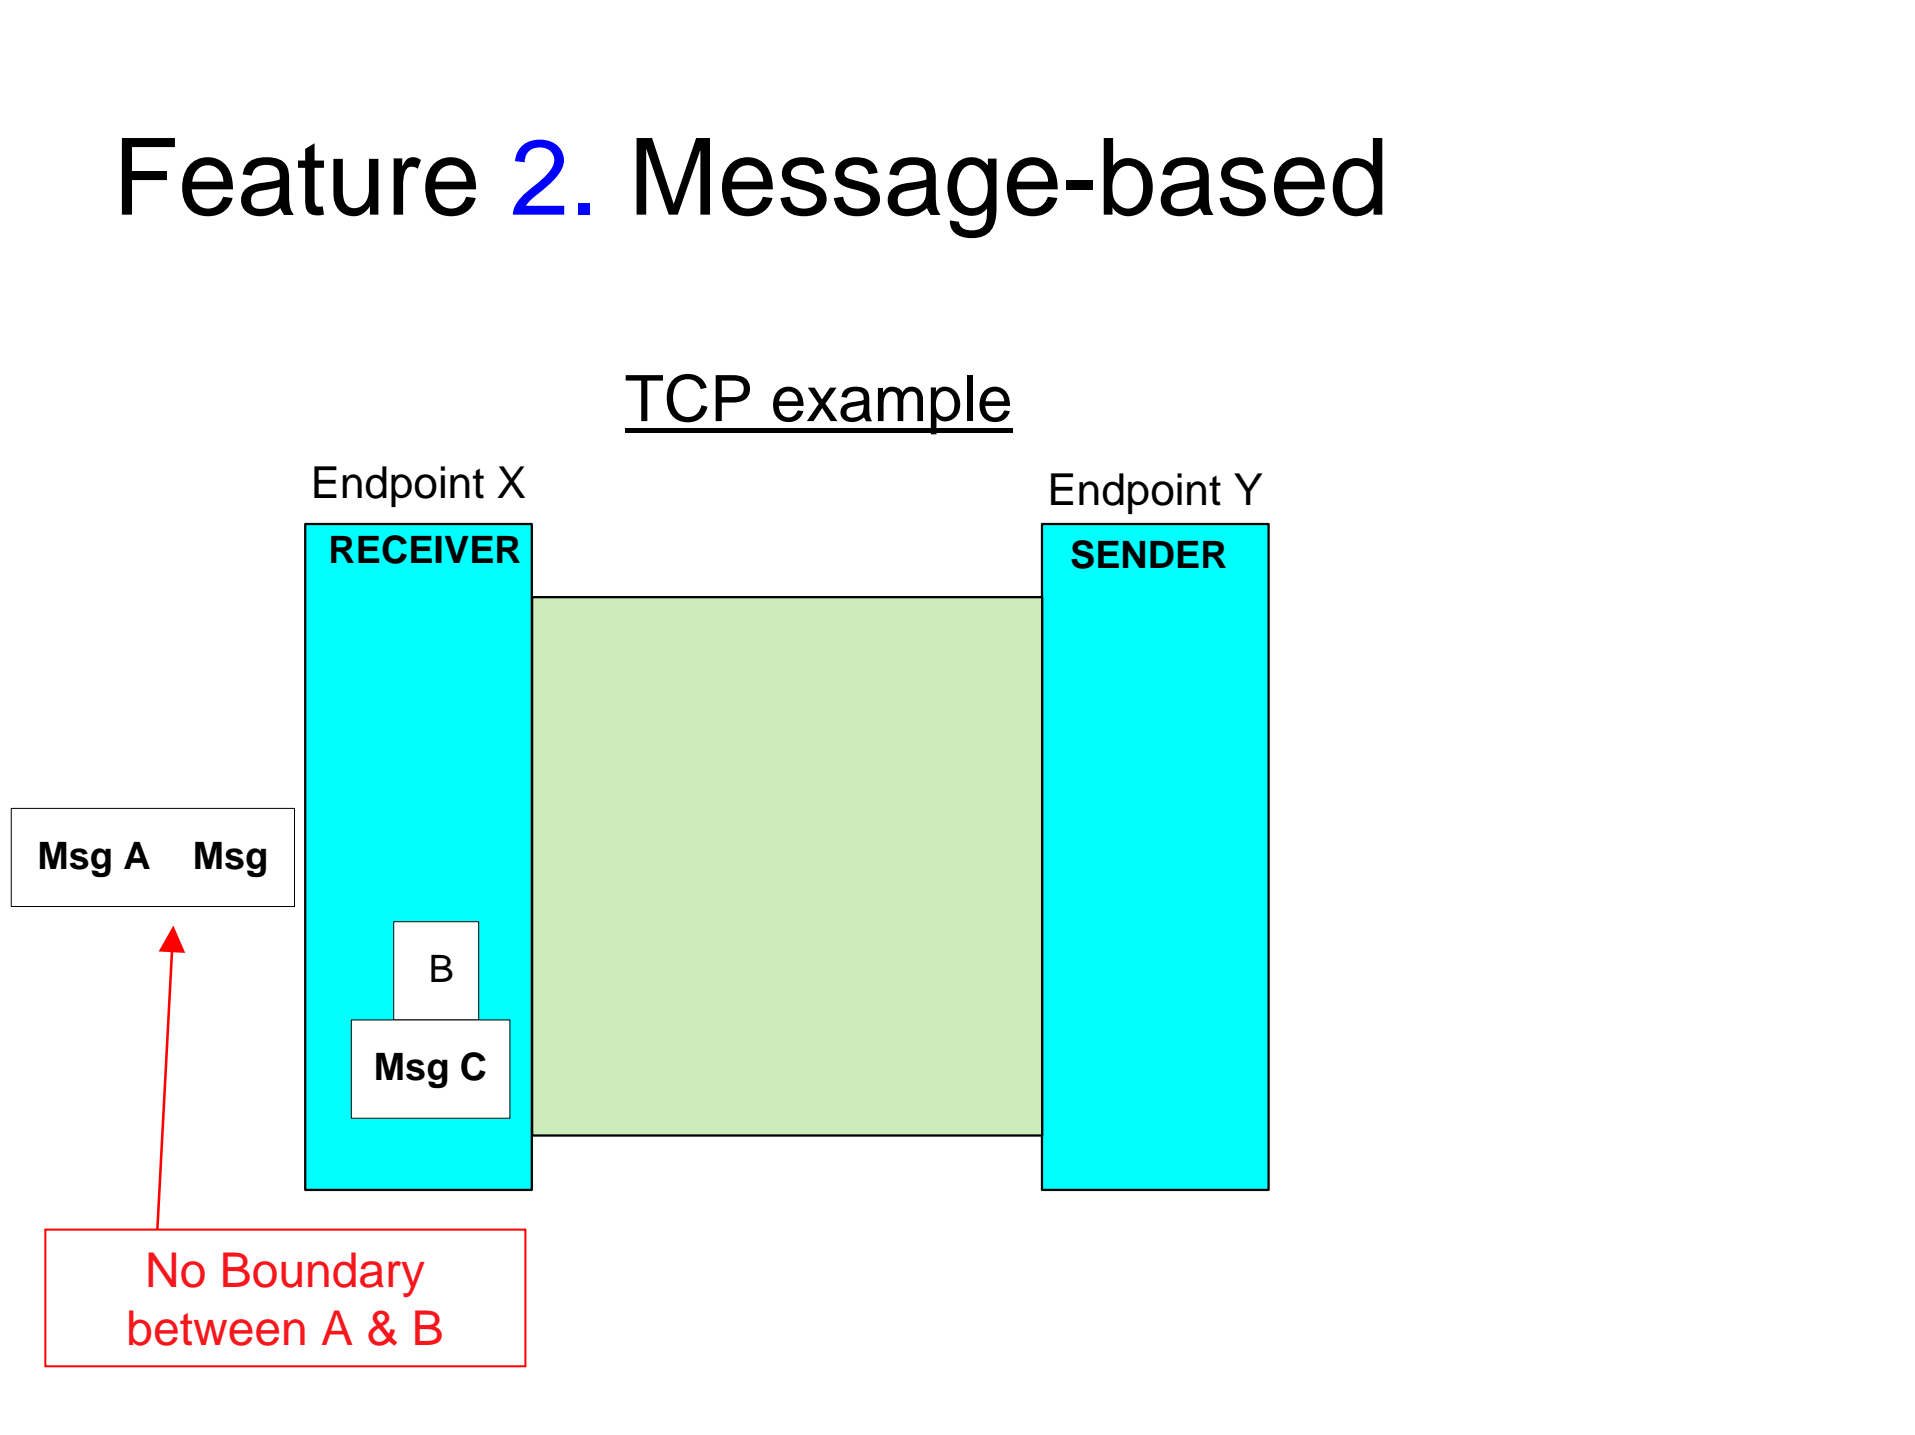 Feature 2. Message-based
TCP example
Endpoint X
Endpoint Y
RECEIVER
SENDER
Msg A Msg
B
Msg C
No Boundary
between A & B